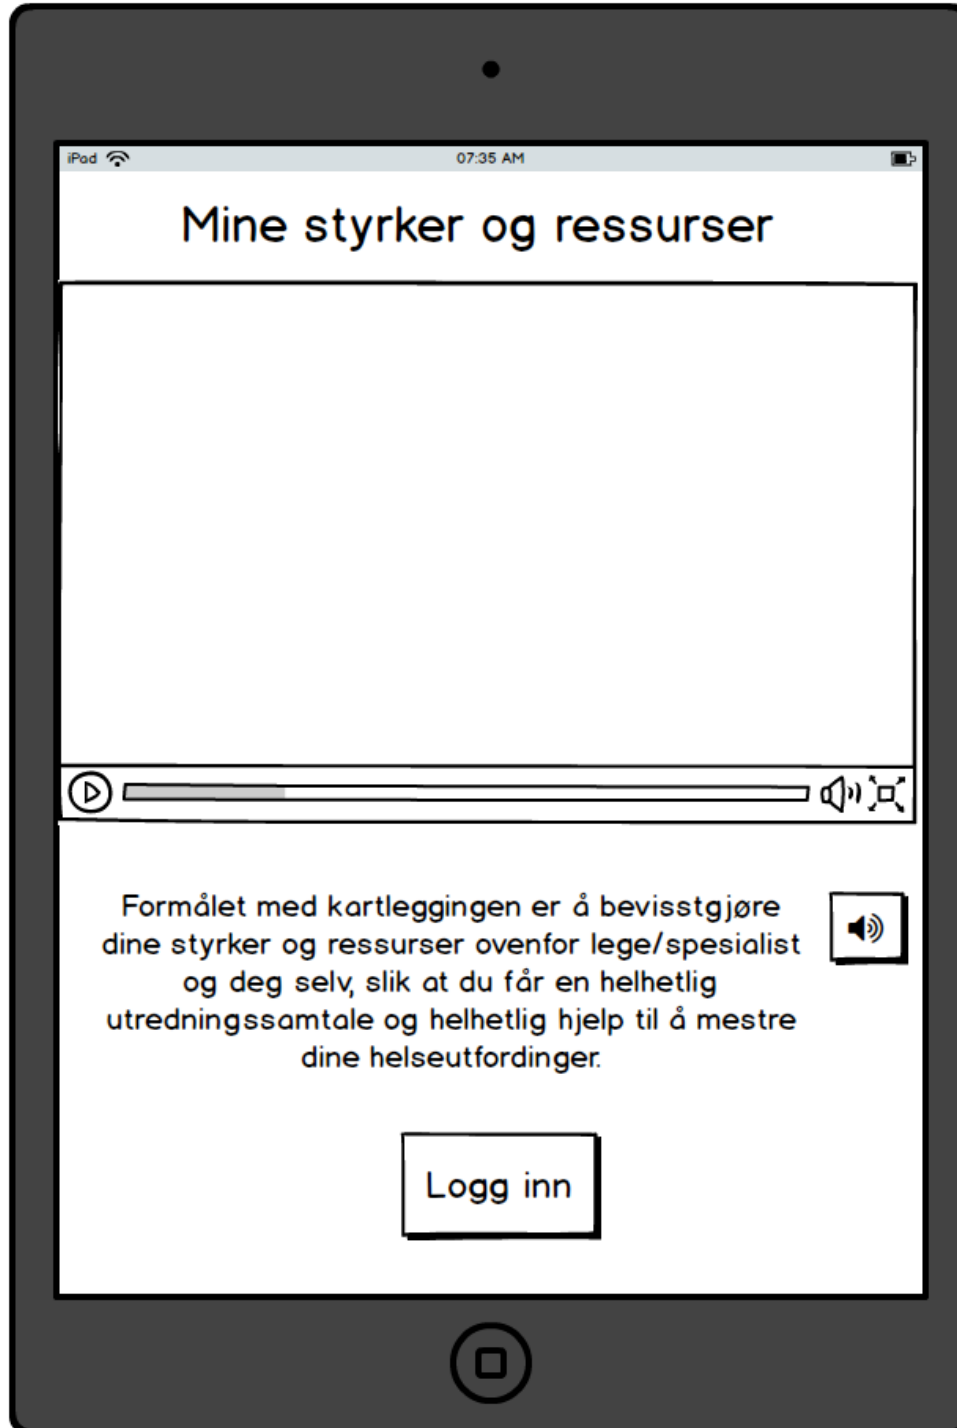 iPad 07:35 AM
Mine styrker og ressurser
Formålet med kartleggingen er å bevisstgjøre
dine styrker og ressurser ovenfor lege/spesialist
og deg selv, slik at du får en helhetlig
utredningssamtale og helhetlig hjelp til å mestre
dine helseutfordinger.
Logg inn